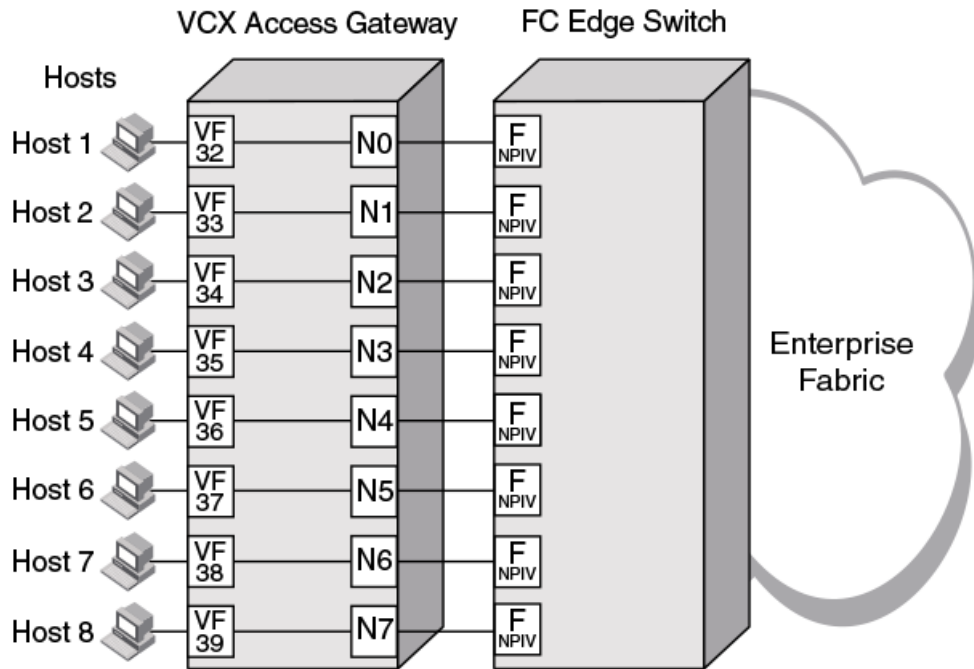 VCX Access Gateway
FC Edge Switch
Hosts
Host 1
VF
32
N0
F
NPIV
Host 2
VF
33
N1
F
NPIV
Host 3
VF
34
N2
F
NPIV
Host 4
VF
35
N3
F
NPIV
Enterprise
Fabric
Host 5
VF
36
N4
F
NPIV
Host 6
VF
37
N5
F
NPIV
Host 7
VF
38
N6
F
NPIV
Host 8
VF
39
N7
F
NPIV